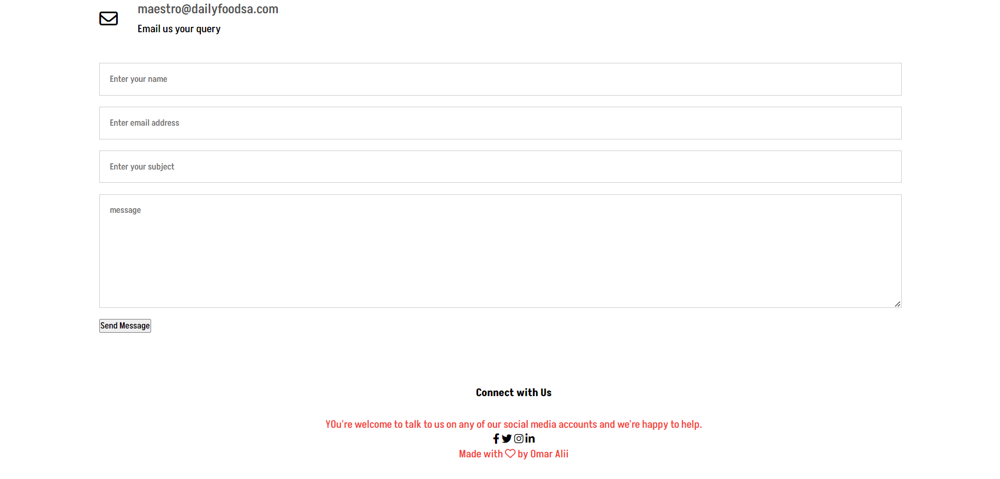 maestro@dailyfoodsa.com
Email us your query
Enter your name
Enter email address
Enter your subject
message
Send Message
Connect with Us
YOu're welcome to talk to us on any of our social media accounts and we're happy to help.
Made with by Omar Alii